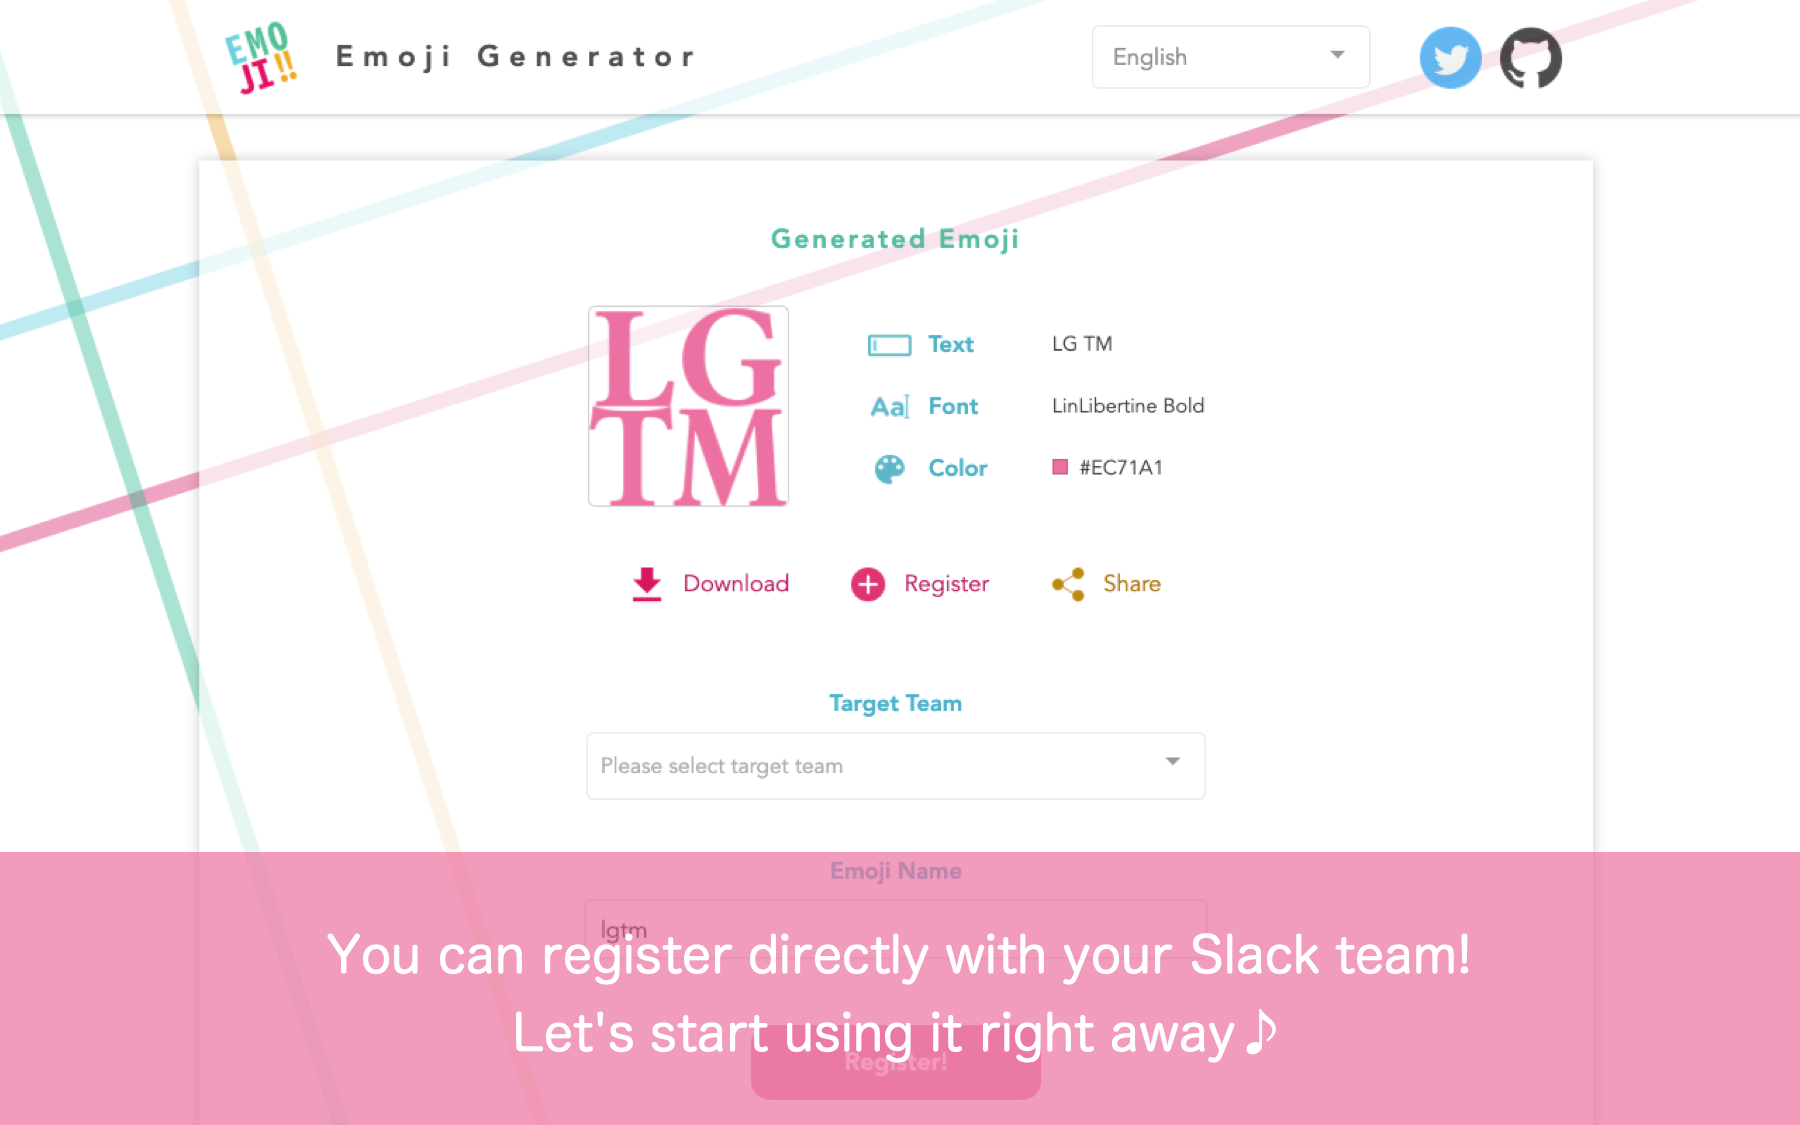 EMO
JI!!
Emoji Generator
English
Generated Emoji
LG
TM
Text
LG TM
Aa
Font
LinLibertine Bold
Color
#EC71A1
Download
Register
Share
Target Team
Please select target team
Emoji Name
lgtm
You can register directly with your Slack team!
Let's start using it right away♪
Register!